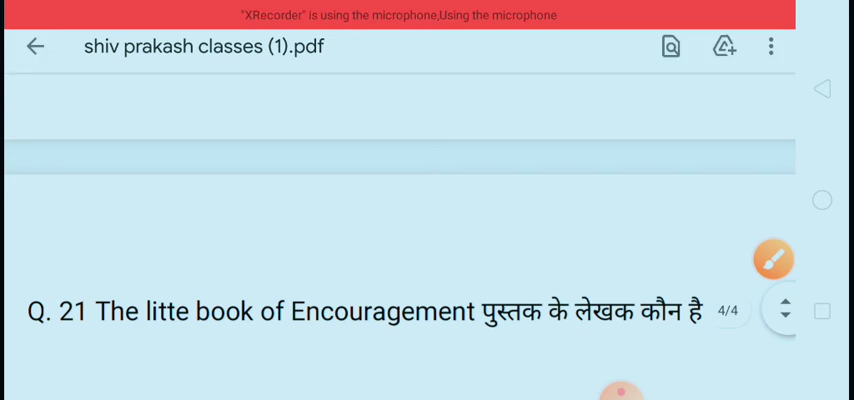 "XRecorder" is using the microphone,Using the microphone
shiv prakash classes (1).pdf
Q. 21 The litte book of Encouragement पुस्तक के लेखक कौन है
4/4